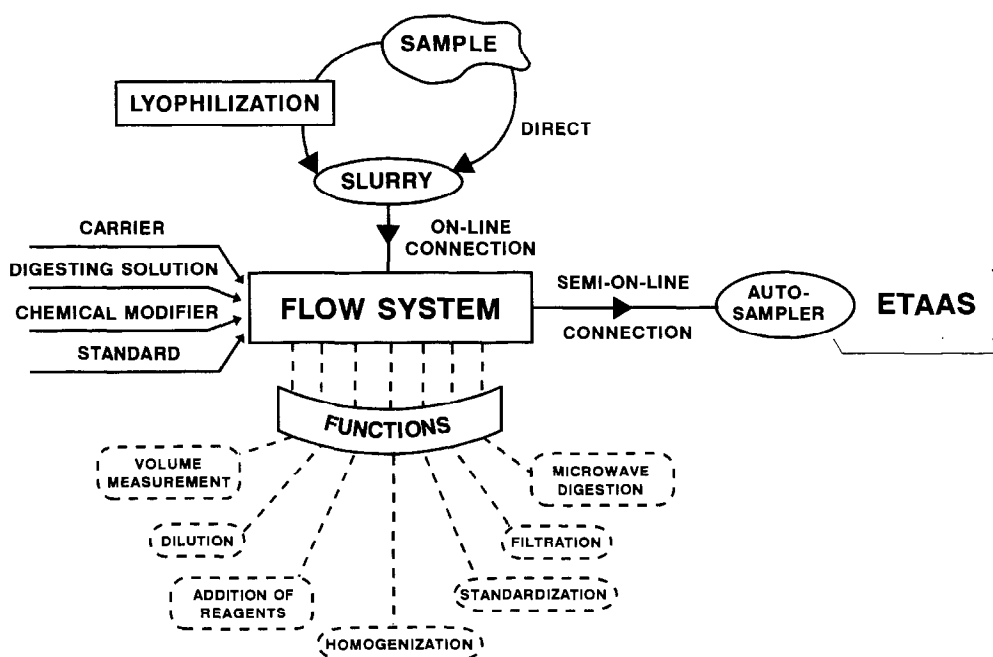 SAMPLE
LYOPHILIZATION
DIRECT
SLURRY
CARRIER
DIGESTING SOLUTION
CHEMICAL MODIFIER
STANDARD
ON-LINE
CONNECTION
FLOW SYSTEM
SEMI-ON-LINE
CONNECTION
AUTO-
SAMPLER
ETAAS
FUNCTIONS
VOLUME
MEASUREMENT
DILUTION
ADDITION OF
REAGENTS
HOMOGENIZATION
STANDARDIZATION
FILTRATION
MICROWAVE
DIGESTION